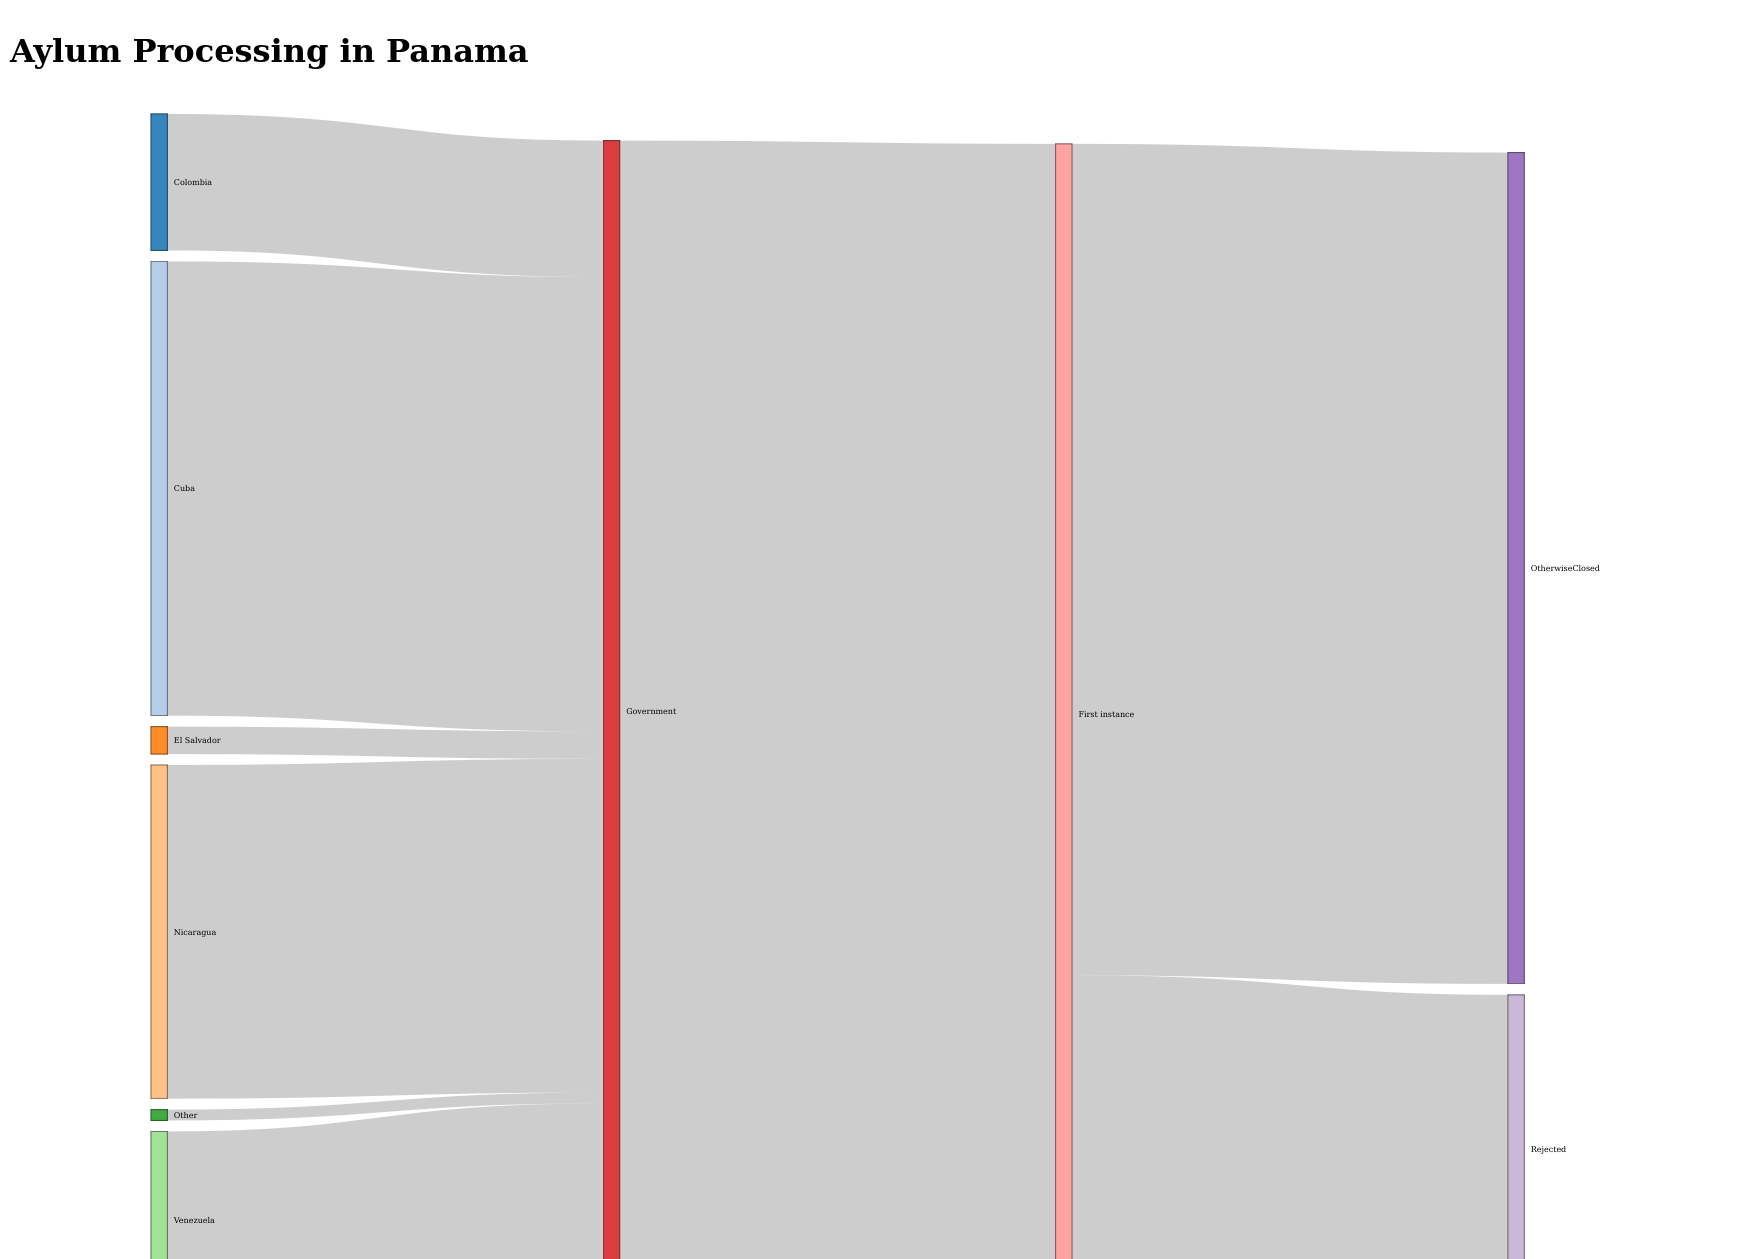 Aylum Processing in Panama
Colombia
Cuba
El Salvador
Nicaragua
Other
Venezuela
Government
First instance
OtherwiseClosed
Rejected